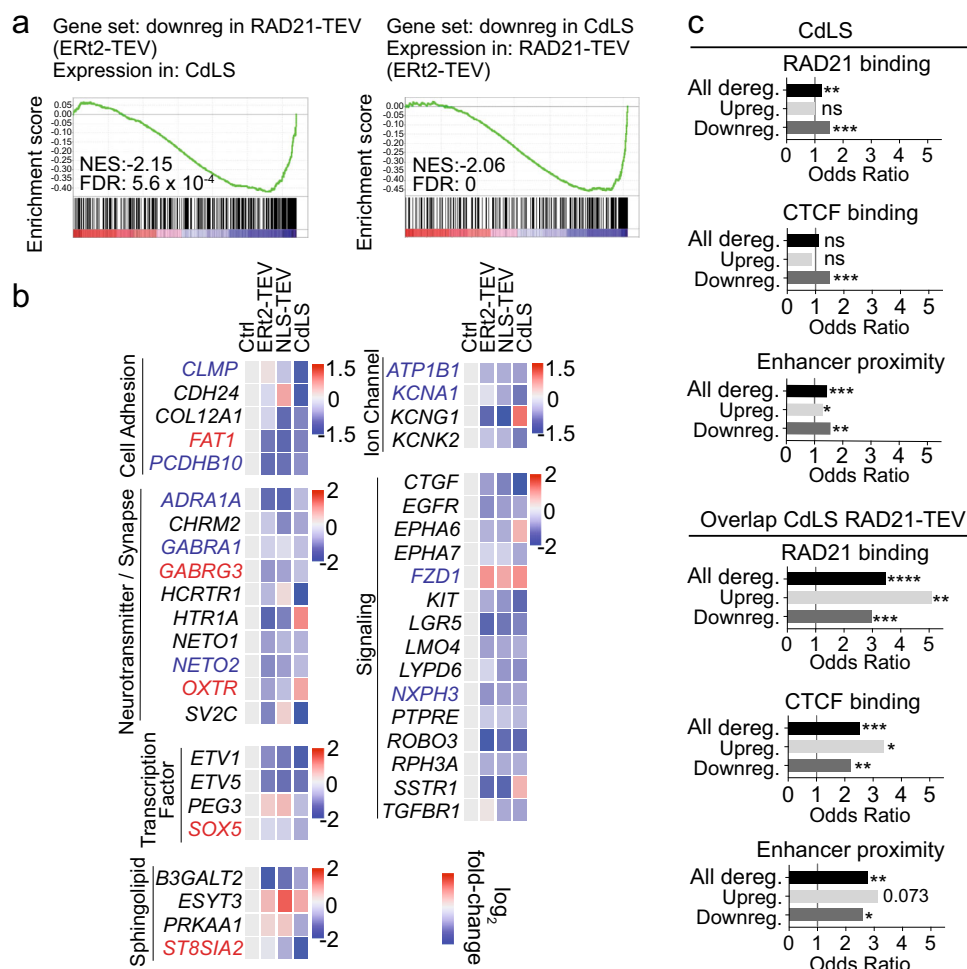 a
Gene set: downreg in RAD21-TEV
(ERt2-TEV)
Expression in: CdLS
Enrichment score
0.05
0.00
-0.05
-0.10
-0.15
-0.20
-0.25
-0.30
-0.35
-0.40
NES:-2.15
FDR: 5.6 x 10⁻⁴
Gene set: downreg in CdLS
Expression in: RAD21-TEV
(ERt2-TEV)
Enrichment score
0.00
-0.05
-0.10
-0.15
-0.20
-0.25
-0.30
-0.35
-0.40
-0.45
NES:-2.06
FDR: 0
b
Ctrl
ERt2-TEV
NLS-TEV
CdLS
Cell Adhesion
CLMP
CDH24
COL12A1
FAT1
PCDHB10
1.5
0
-1.5
Neurotransmitter / Synapse
ADRA1A
CHRM2
GABRA1
GABRG3
HCRTR1
HTR1A
NETO1
NETO2
OXTR
SV2C
2
0
-2
Transcription
Factor
ETV1
ETV5
PEG3
SOX5
2
0
-2
Sphingolipid
B3GALT2
ESYT3
PRKAA1
ST8SIA2
2
0
-2
Ctrl
ERt2-TEV
NLS-TEV
CdLS
Ion Channel
ATP1B1
KCNA1
KCNG1
KCNK2
1.5
0
-1.5
Signaling
CTGF
EGFR
EPHA6
EPHA7
FZD1
KIT
LGR5
LMO4
LYPD6
NXPH3
PTPRE
ROBO3
RPH3A
SSTR1
TGFBR1
2
0
-2
log₂
fold-change
c
CdLS
RAD21 binding
All dereg. **
Upreg. ns
Downreg. ***
0 1 2 3 4 5
Odds Ratio
CTCF binding
All dereg. ns
Upreg. ns
Downreg. ***
0 1 2 3 4 5
Odds Ratio
Enhancer proximity
All dereg. ***
Upreg. *
Downreg. **
0 1 2 3 4 5
Odds Ratio
Overlap CdLS RAD21-TEV
RAD21 binding
All dereg. ****
Upreg. **
Downreg. ***
0 1 2 3 4 5
Odds Ratio
CTCF binding
All dereg. ***
Upreg. *
Downreg. **
0 1 2 3 4 5
Odds Ratio
Enhancer proximity
All dereg. **
Upreg. 0.073
Downreg. *
0 1 2 3 4 5
Odds Ratio